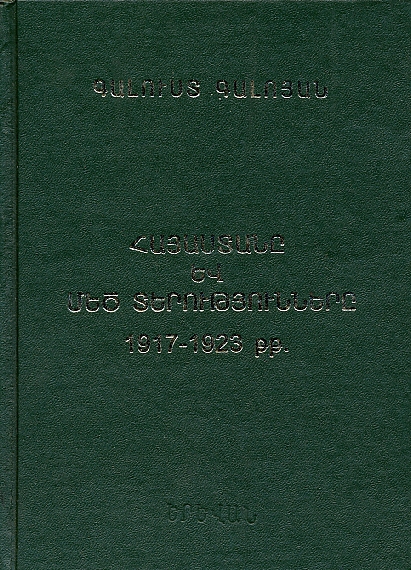 ԳԱԼՈՒՍՏ ԳԱԼՈՅԱՆ
ՀԱՅԱՍՏԱՆԸ
ԵՎ
ՄԵԾ ՏԵՐՈՒԹՅՈՒՆՆԵՐԸ
1917-1923 թթ.
ԵՐԵՎԱՆ